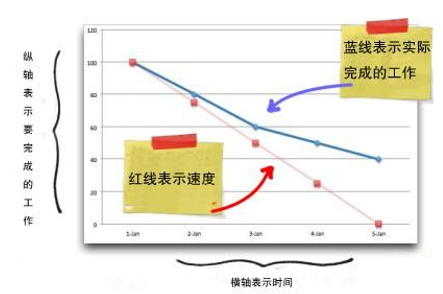 纵轴表示要完成的工作
120
100
80
60
40
20
0
1-Jan
2-Jan
3-Jan
4-Jan
5-Jan
蓝线表示实际
完成的工作
红线表示速度
横轴表示时间